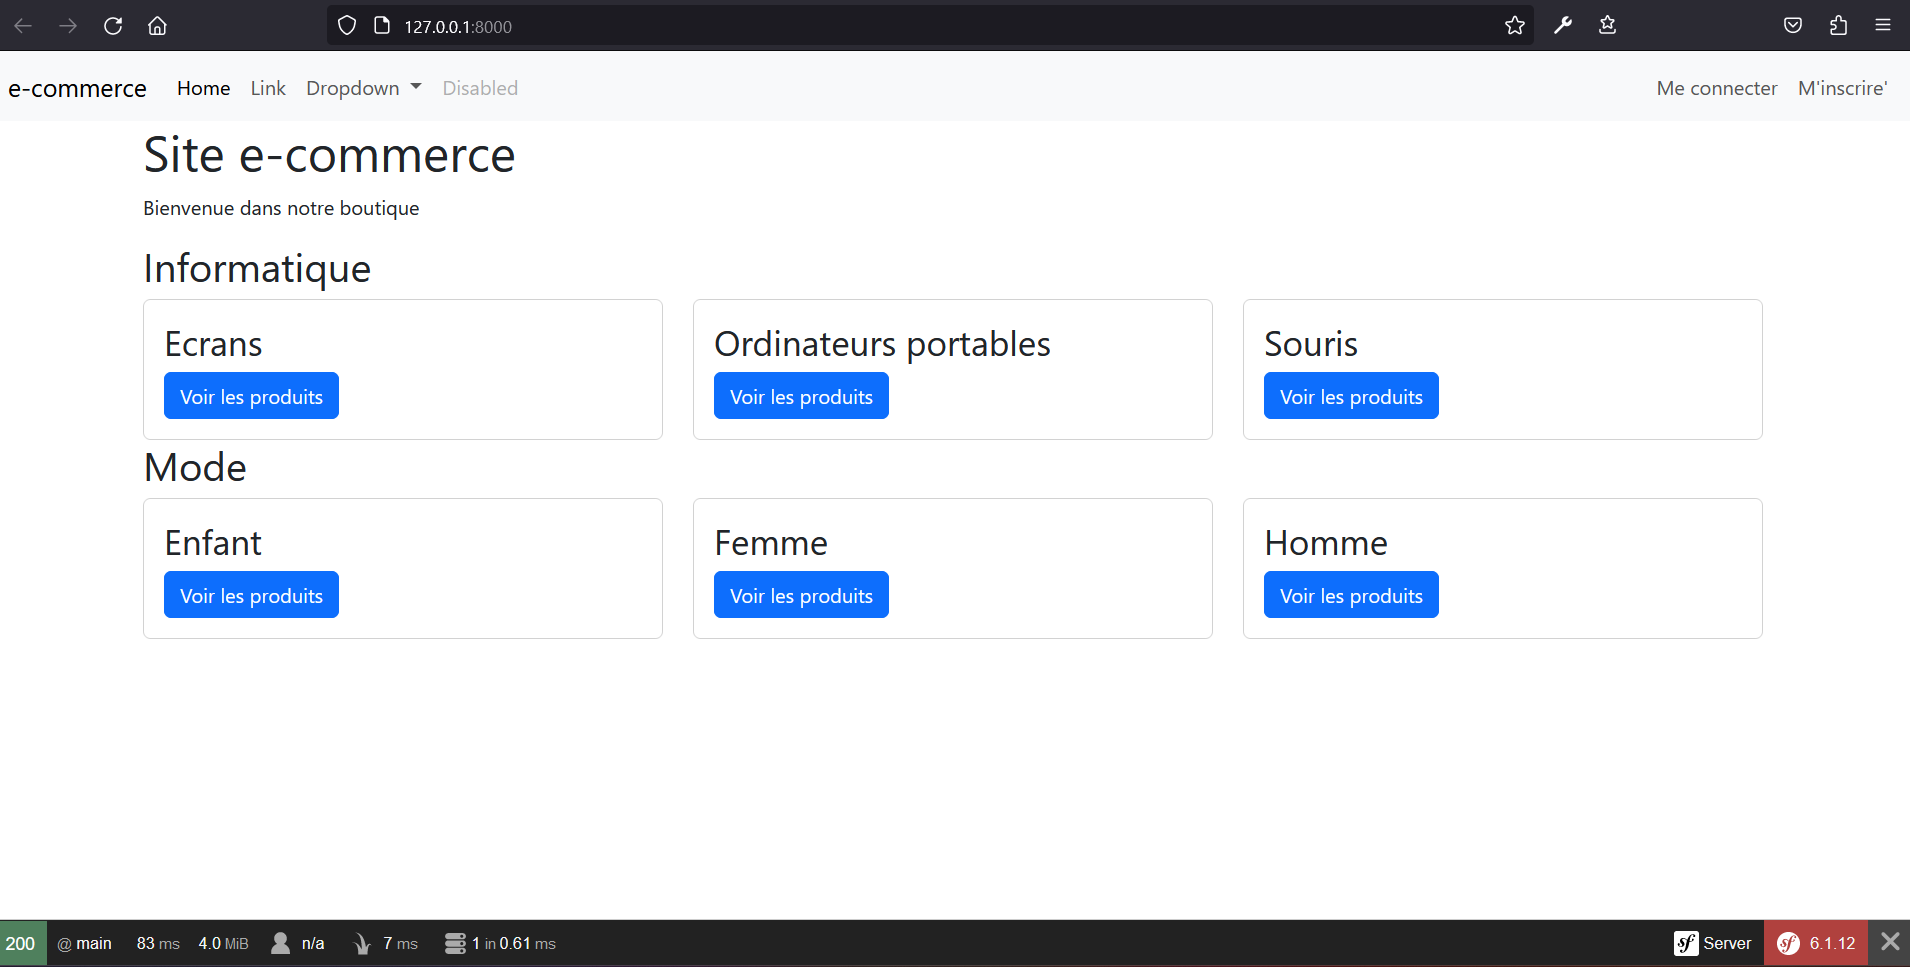 127.0.0.1:8000
e-commerce Home Link Dropdown Disabled Me connecter M'inscrire'
Site e-commerce
Bienvenue dans notre boutique
Informatique
Ecrans Ordinateurs portables Souris
Voir les produits Voir les produits Voir les produits
Mode
Enfant Femme Homme
Voir les produits Voir les produits Voir les produits
200 @ main 83 ms 4.0 MiB n/a 7 ms 1 in 0.61 ms sf Server sf 6.1.12